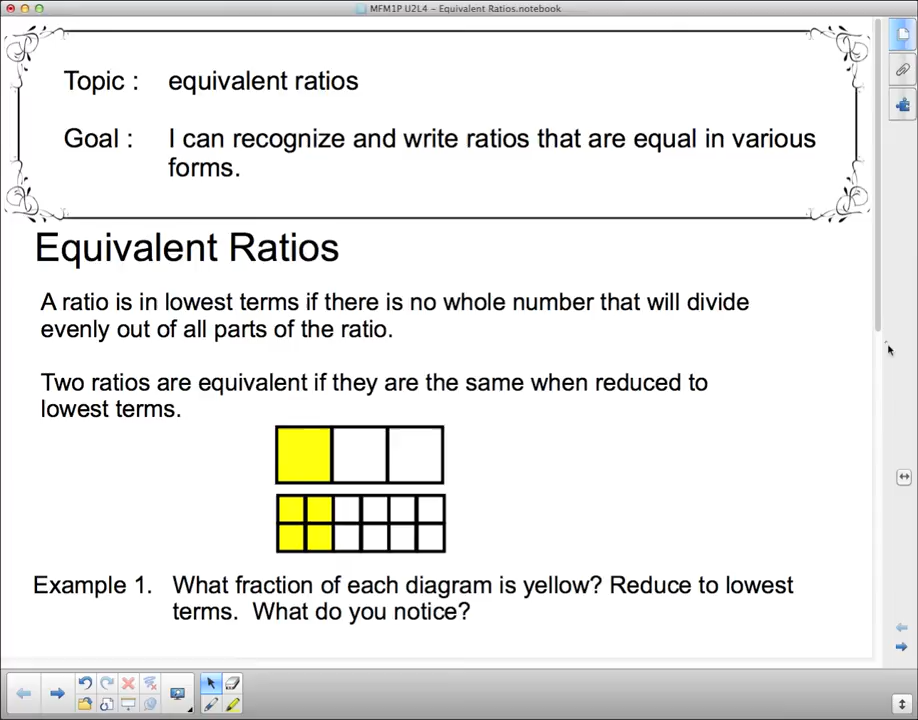 MFM1P U2L4 – Equivalent Ratios.notebook
Topic : equivalent ratios
Goal : I can recognize and write ratios that are equal in various
forms.
Equivalent Ratios
A ratio is in lowest terms if there is no whole number that will divide
evenly out of all parts of the ratio.
Two ratios are equivalent if they are the same when reduced to
lowest terms.
Example 1. What fraction of each diagram is yellow? Reduce to lowest
terms. What do you notice?